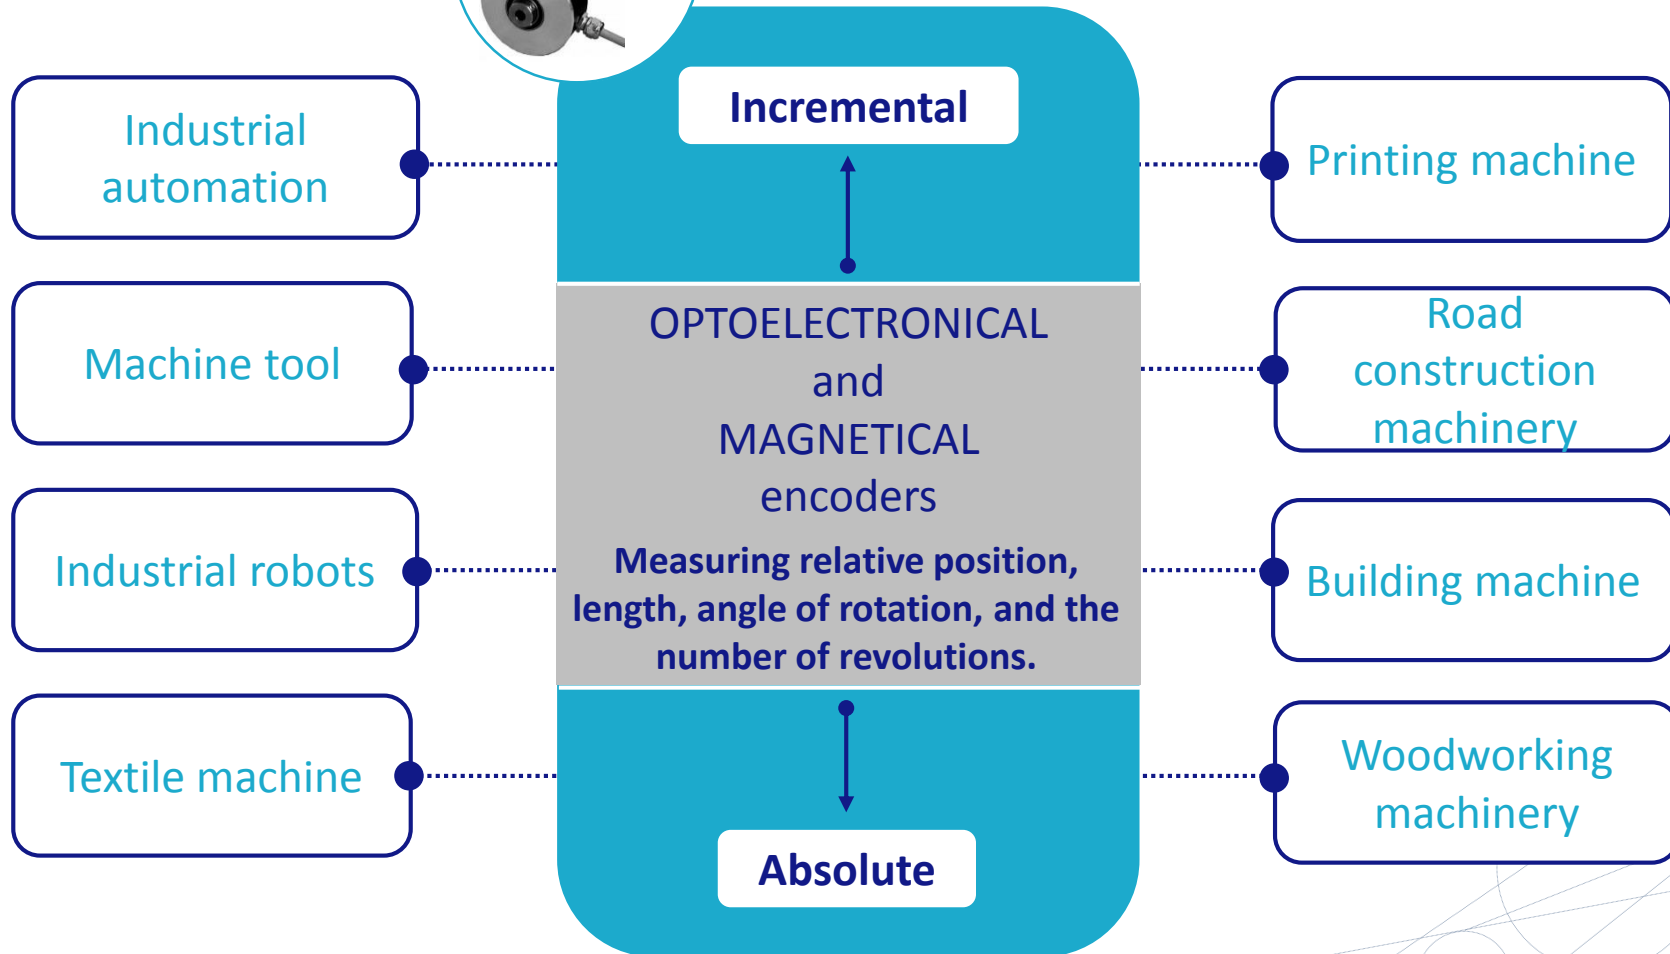 Industrial
automation
Machine tool
Industrial robots
Textile machine
Incremental
OPTOELECTRONICAL
and
MAGNETICAL
encoders
Measuring relative position,
length, angle of rotation, and the
number of revolutions.
Absolute
Printing machine
Road
construction
machinery
Building machine
Woodworking
machinery